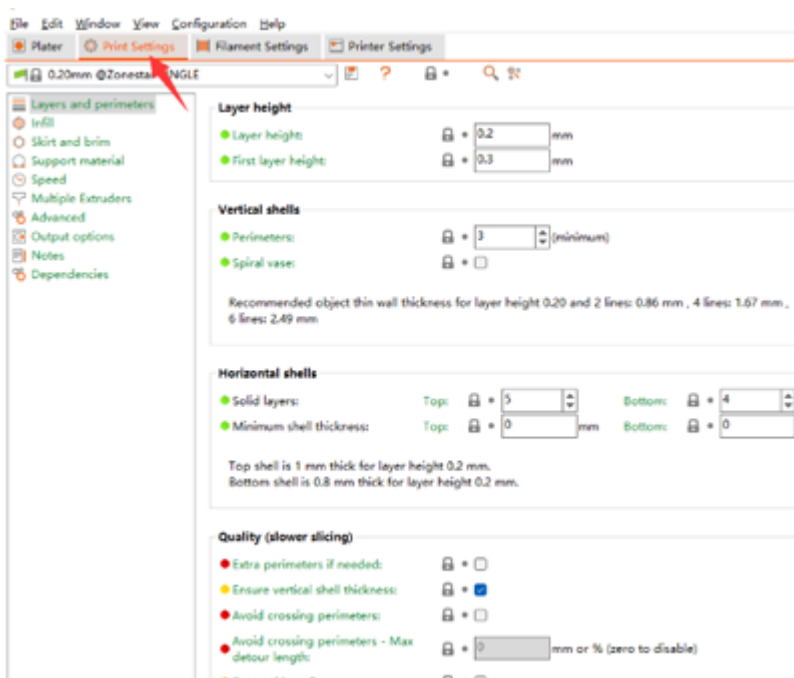 File Edit Window View Configuration Help
Plater Print Settings Filament Settings Printer Settings
0.20mm @Zonestar
Layers and perimeters
Infill
Skirt and brim
Support material
Speed
Multiple Extruders
Advanced
Output options
Notes
Dependencies
Layer height
Layer height: 0.2 mm
First layer height: 0.3 mm
Vertical shells
Perimeters: 3 (minimum)
Spiral vase:
Recommended object thin wall thickness for layer height 0.20 and 2 lines: 0.86 mm , 4 lines: 1.67 mm ,
6 lines: 2.49 mm
Horizontal shells
Solid layers: Top: 5 Bottom: 4
Minimum shell thickness: Top: 0 mm Bottom: 0
Top shell is 1 mm thick for layer height 0.2 mm.
Bottom shell is 0.8 mm thick for layer height 0.2 mm.
Quality (slower slicing)
Extra perimeters if needed:
Ensure vertical shell thickness:
Avoid crossing perimeters:
Avoid crossing perimeters - Max
detour length: 0 mm or % (zero to disable)